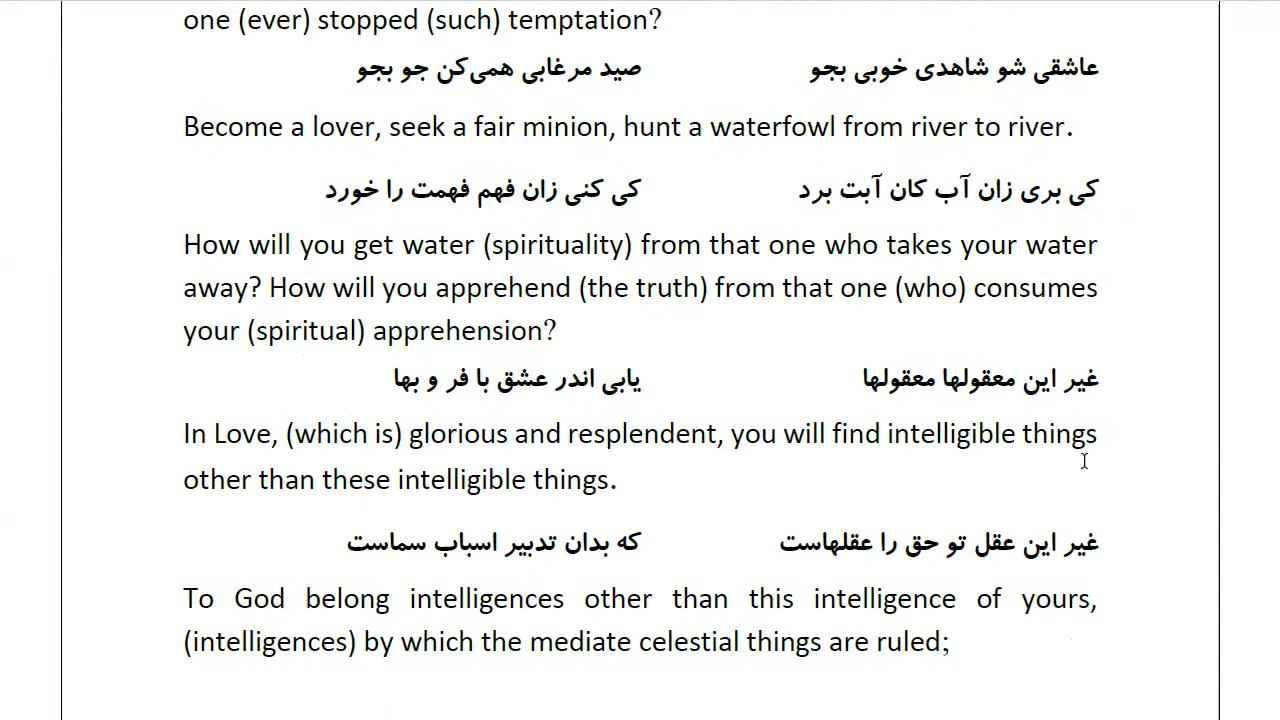 one (ever) stopped (such) temptation?
عاشقی شو شاهدی خوبی بجو صید مرغابی همی‌کن جو بجو
Become a lover, seek a fair minion, hunt a waterfowl from river to river.
کی بری زان آب کان آبت برد کی کنی زان فهم فهمت را خورد
How will you get water (spirituality) from that one who takes your water
away? How will you apprehend (the truth) from that one (who) consumes
your (spiritual) apprehension?
غیر این معقولها معقولها یابی اندر عشق با فر و بها
In Love, (which is) glorious and resplendent, you will find intelligible things
other than these intelligible things.
غیر این عقل تو حق را عقلهاست که بدان تدبیر اسباب سماست
To God belong intelligences other than this intelligence of yours,
(intelligences) by which the mediate celestial things are ruled;